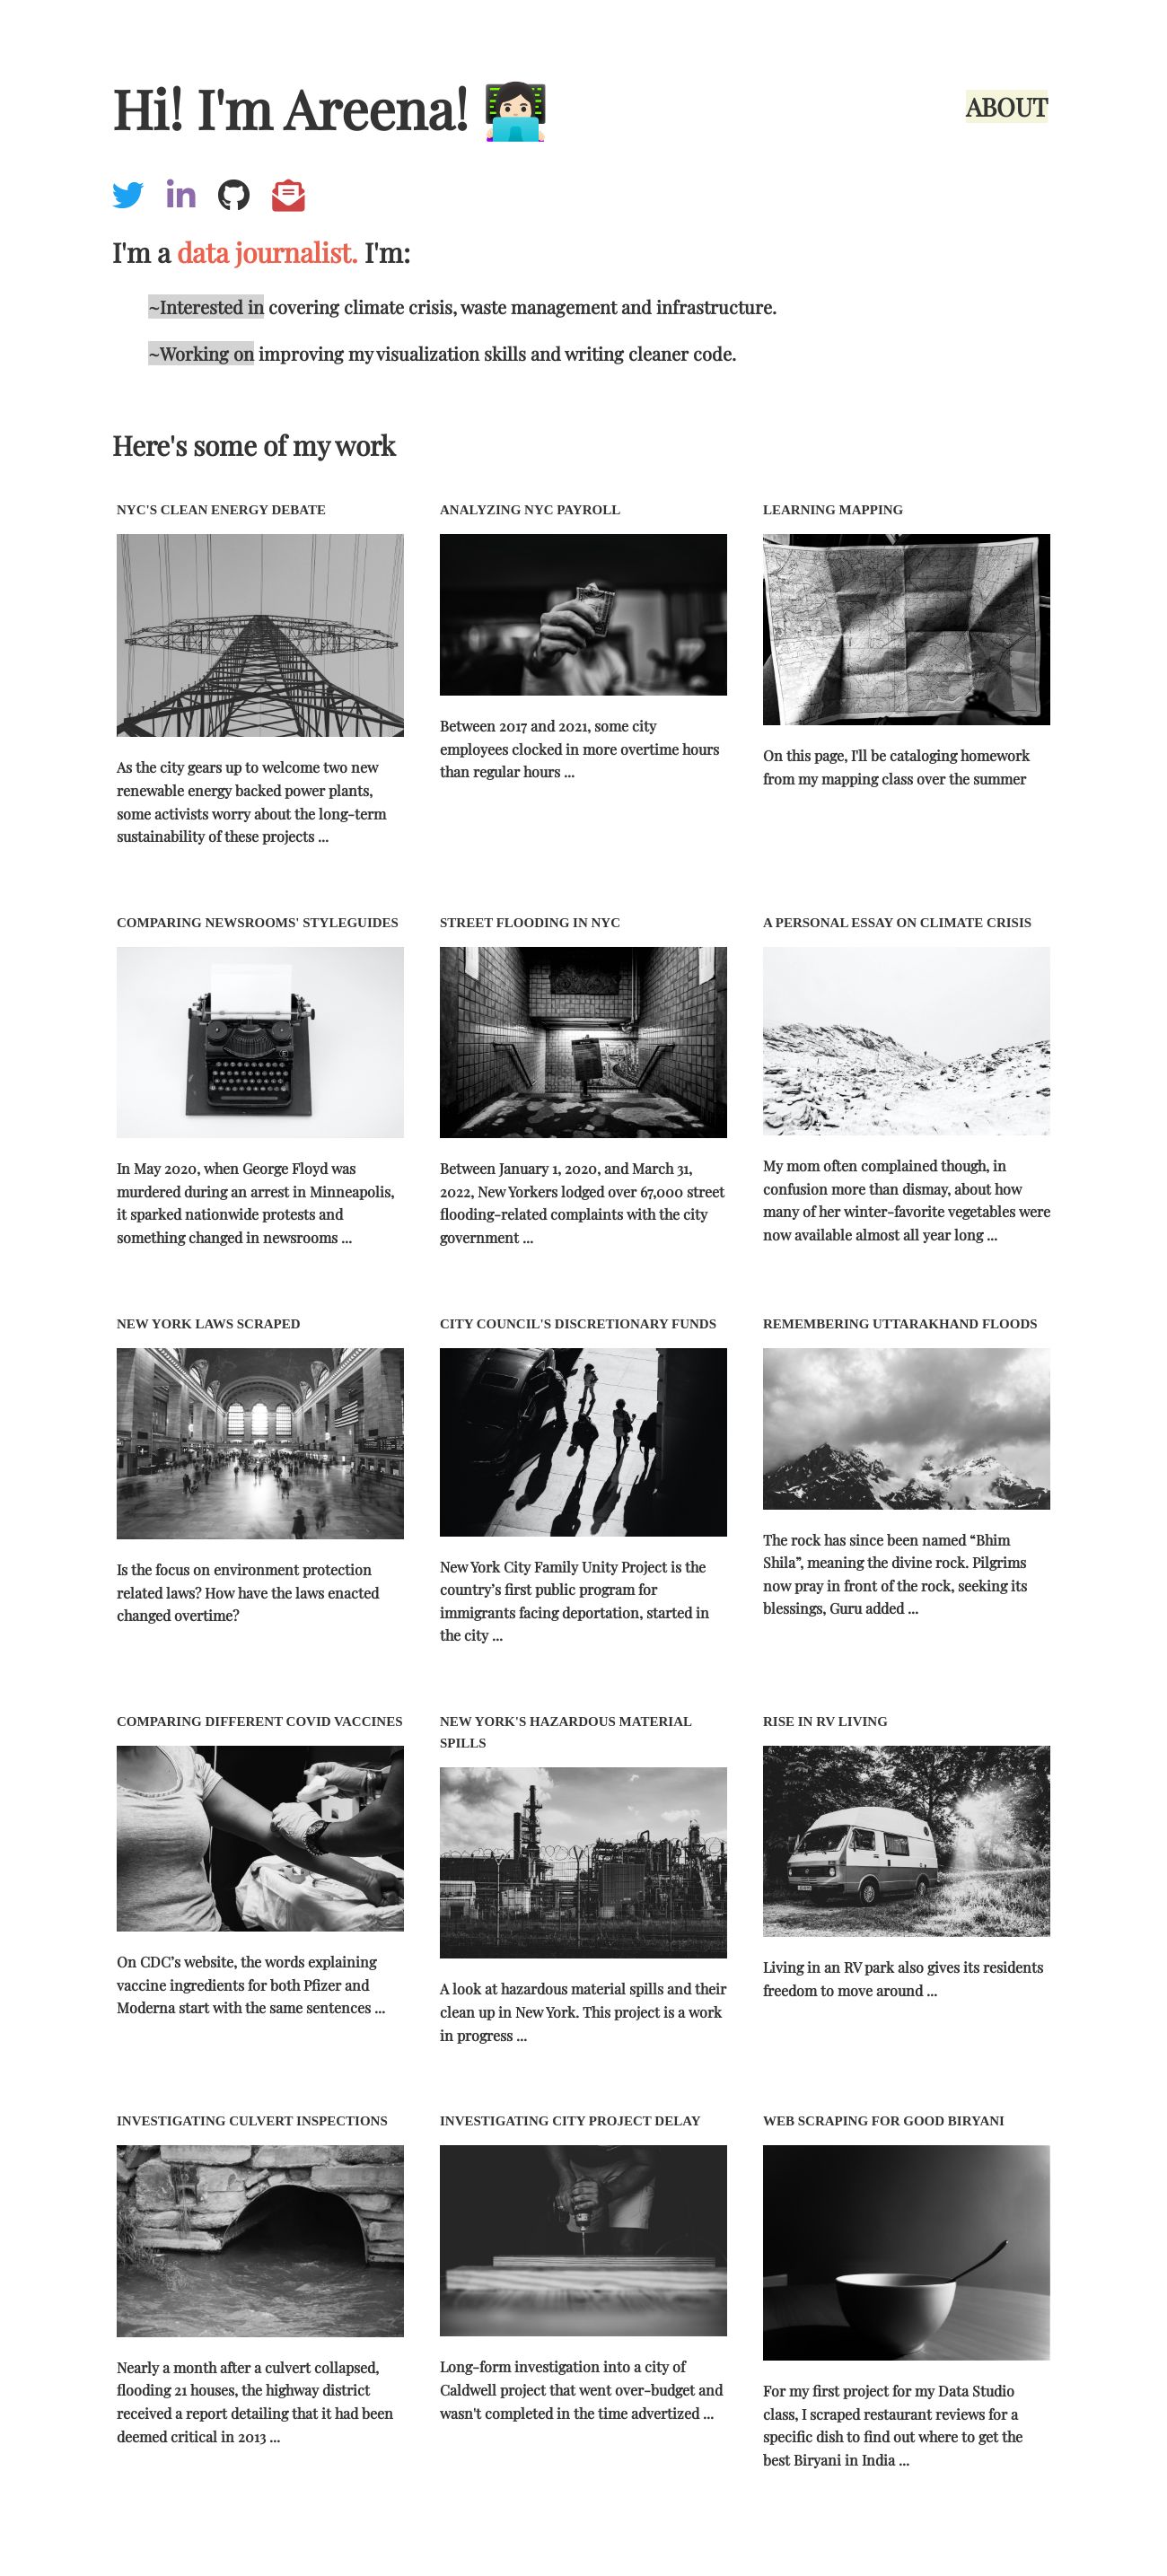 Hi! I'm Areena! 👩🏻‍💻
ABOUT
I'm a data journalist. I'm:
~Interested in covering climate crisis, waste management and infrastructure.
~Working on improving my visualization skills and writing cleaner code.
Here's some of my work
NYC'S CLEAN ENERGY DEBATE
As the city gears up to welcome two new
renewable energy backed power plants,
some activists worry about the long-term
sustainability of these projects ...
ANALYZING NYC PAYROLL
Between 2017 and 2021, some city
employees clocked in more overtime hours
than regular hours ...
LEARNING MAPPING
On this page, I'll be cataloging homework
from my mapping class over the summer
COMPARING NEWSROOMS' STYLEGUIDES
In May 2020, when George Floyd was
murdered during an arrest in Minneapolis,
it sparked nationwide protests and
something changed in newsrooms ...
STREET FLOODING IN NYC
Between January 1, 2020, and March 31,
2022, New Yorkers lodged over 67,000 street
flooding-related complaints with the city
government ...
A PERSONAL ESSAY ON CLIMATE CRISIS
My mom often complained though, in
confusion more than dismay, about how
many of her winter-favorite vegetables were
now available almost all year long ...
NEW YORK LAWS SCRAPED
Is the focus on environment protection
related laws? How have the laws enacted
changed overtime?
CITY COUNCIL'S DISCRETIONARY FUNDS
New York City Family Unity Project is the
country’s first public program for
immigrants facing deportation, started in
the city ...
REMEMBERING UTTARAKHAND FLOODS
The rock has since been named “Bhim
Shila”, meaning the divine rock. Pilgrims
now pray in front of the rock, seeking its
blessings, Guru added ...
COMPARING DIFFERENT COVID VACCINES
On CDC’s website, the words explaining
vaccine ingredients for both Pfizer and
Moderna start with the same sentences ...
NEW YORK'S HAZARDOUS MATERIAL
SPILLS
A look at hazardous material spills and their
clean up in New York. This project is a work
in progress ...
RISE IN RV LIVING
Living in an RV park also gives its residents
freedom to move around ...
INVESTIGATING CULVERT INSPECTIONS
Nearly a month after a culvert collapsed,
flooding 21 houses, the highway district
received a report detailing that it had been
deemed critical in 2013 ...
INVESTIGATING CITY PROJECT DELAY
Long-form investigation into a city of
Caldwell project that went over-budget and
wasn't completed in the time advertized ...
WEB SCRAPING FOR GOOD BIRYANI
For my first project for my Data Studio
class, I scraped restaurant reviews for a
specific dish to find out where to get the
best Biryani in India ...